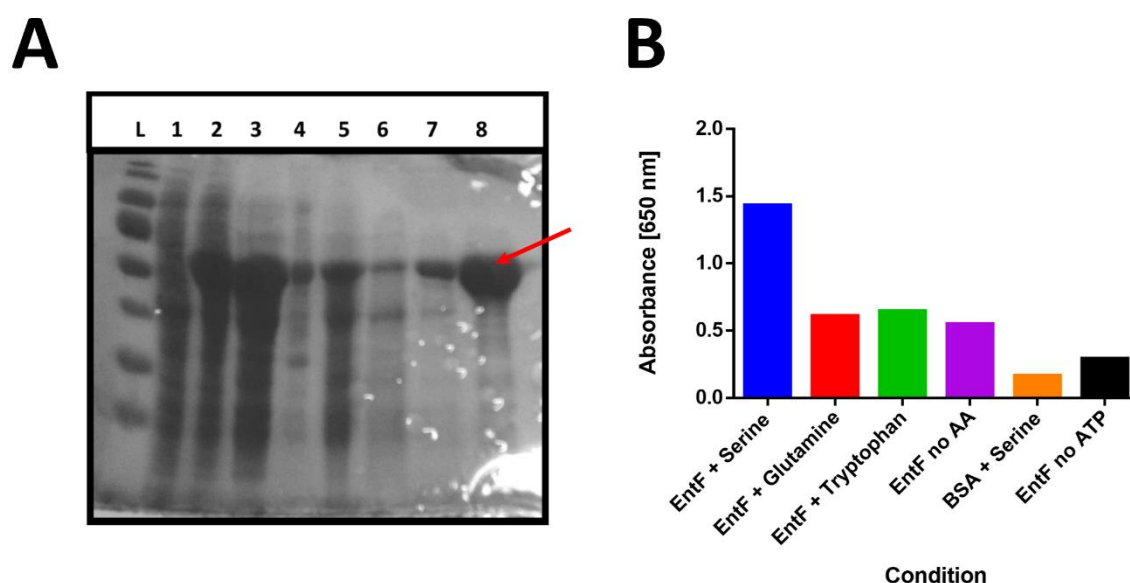 A
L 1 2 3 4 5 6 7 8
B
Absorbance [650 nm]
2.0
1.5
1.0
0.5
0.0
EntF + Serine
EntF + Glutamine
EntF + Tryptophan
EntF no AA
BSA + Serine
EntF no ATP
Condition